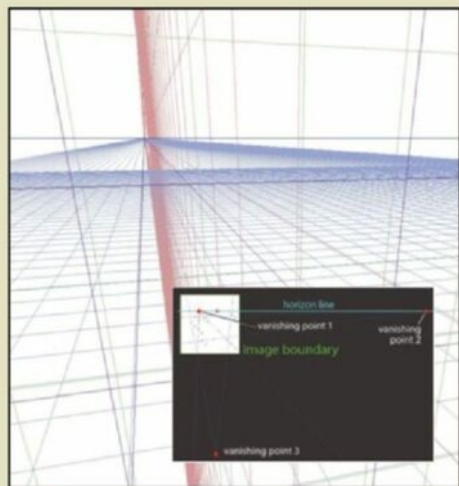 horizon line
vanishing point 1
vanishing
point 2
image boundary
vanishing point 3